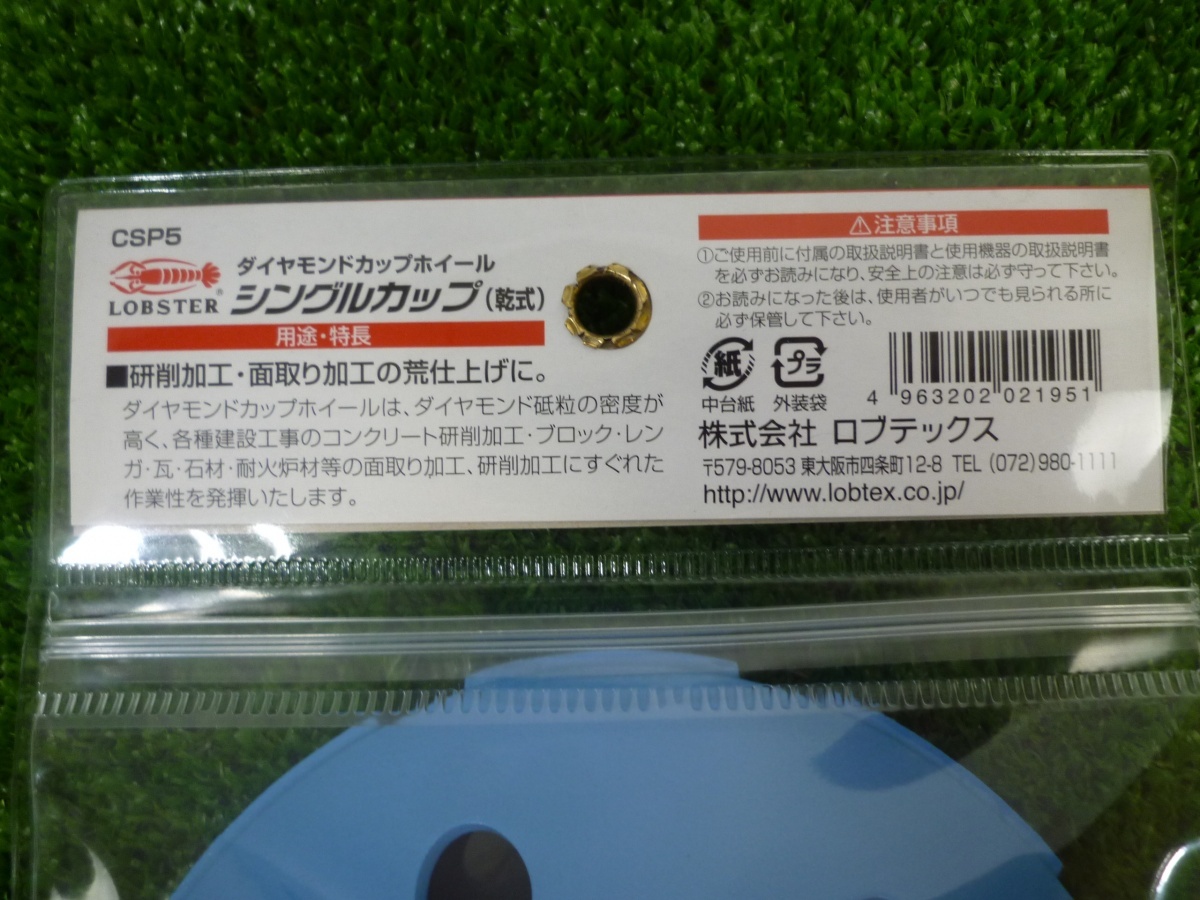 CSP5
LOBSTER®
ダイヤモンドカップホイール
シングルカップ(乾式)
用途・特長
■研削加工・面取り加工の荒仕上げに。
ダイヤモンドカップホイールは、ダイヤモンド砥粒の密度が
高く、各種建設工事のコンクリート研削加工・ブロック・レン
ガ・瓦・石材・耐火炉材等の面取り加工、研削加工にすぐれた
作業性を発揮いたします。
⚠注意事項
①ご使用前に付属の取扱説明書と使用機器の取扱説明書
を必ずお読みになり、安全上の注意は必ず守って下さい。
②お読みになった後は、使用者がいつでも見られる所に
必ず保管して下さい。
紙 プラ
中台紙 外装袋
4 963202 021951
株式会社 ロブテックス
〒579-8053 東大阪市四条町12-8 TEL (072)980-1111
http://www.lobtex.co.jp/